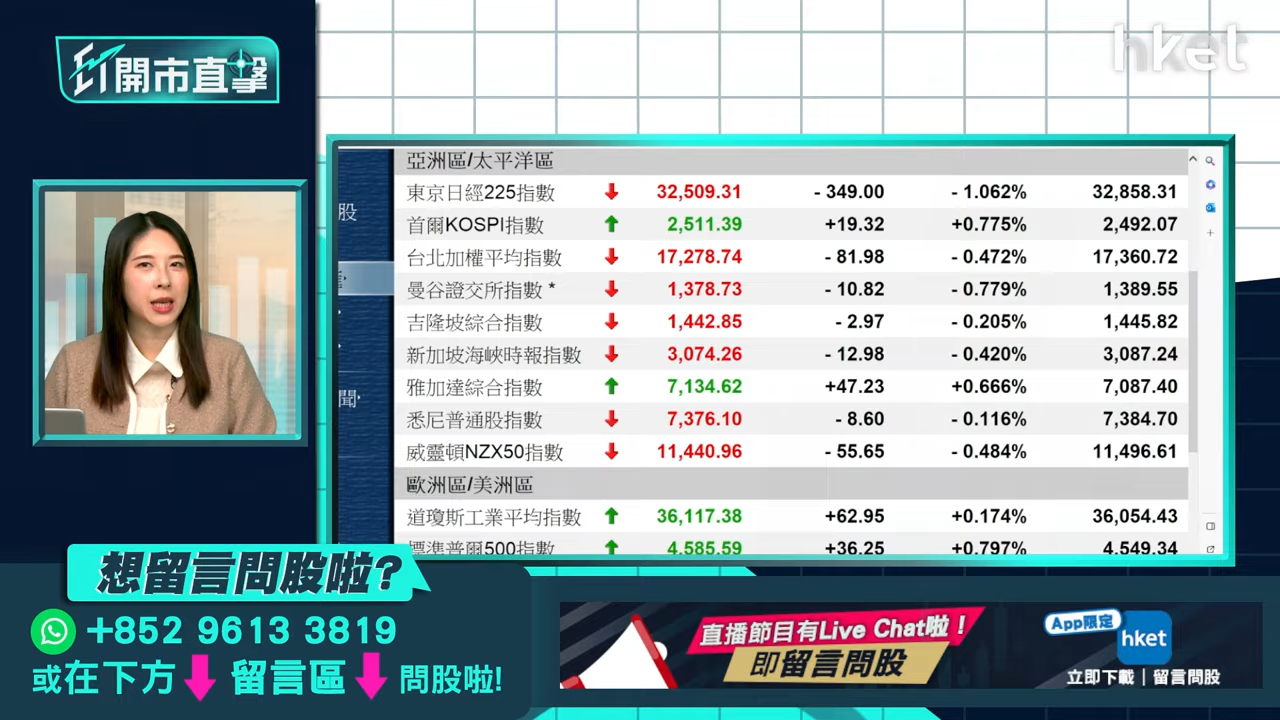 開市直擊
hket
亞洲區/太平洋區
東京日經225指數 32,509.31 - 349.00 - 1.062% 32,858.31
首爾KOSPI指數 2,511.39 +19.32 +0.775% 2,492.07
台北加權平均指數 17,278.74 - 81.98 - 0.472% 17,360.72
曼谷證交所指數 * 1,378.73 - 10.82 - 0.779% 1,389.55
吉隆坡綜合指數 1,442.85 - 2.97 - 0.205% 1,445.82
新加坡海峽時報指數 3,074.26 - 12.98 - 0.420% 3,087.24
雅加達綜合指數 7,134.62 +47.23 +0.666% 7,087.40
悉尼普通股指數 7,376.10 - 8.60 - 0.116% 7,384.70
威靈頓NZX50指數 11,440.96 - 55.65 - 0.484% 11,496.61
歐洲區/美洲區
道瓊斯工業平均指數 36,117.38 +62.95 +0.174% 36,054.43
標準普爾500指數 4,585.59 +36.25 +0.797% 4,549.34
股
聞
想留言問股啦?
+852 9613 3819
或在下方 留言區 問股啦!
直播節目有Live Chat啦！
即留言問股
App限定
hket
立即下載｜留言問股